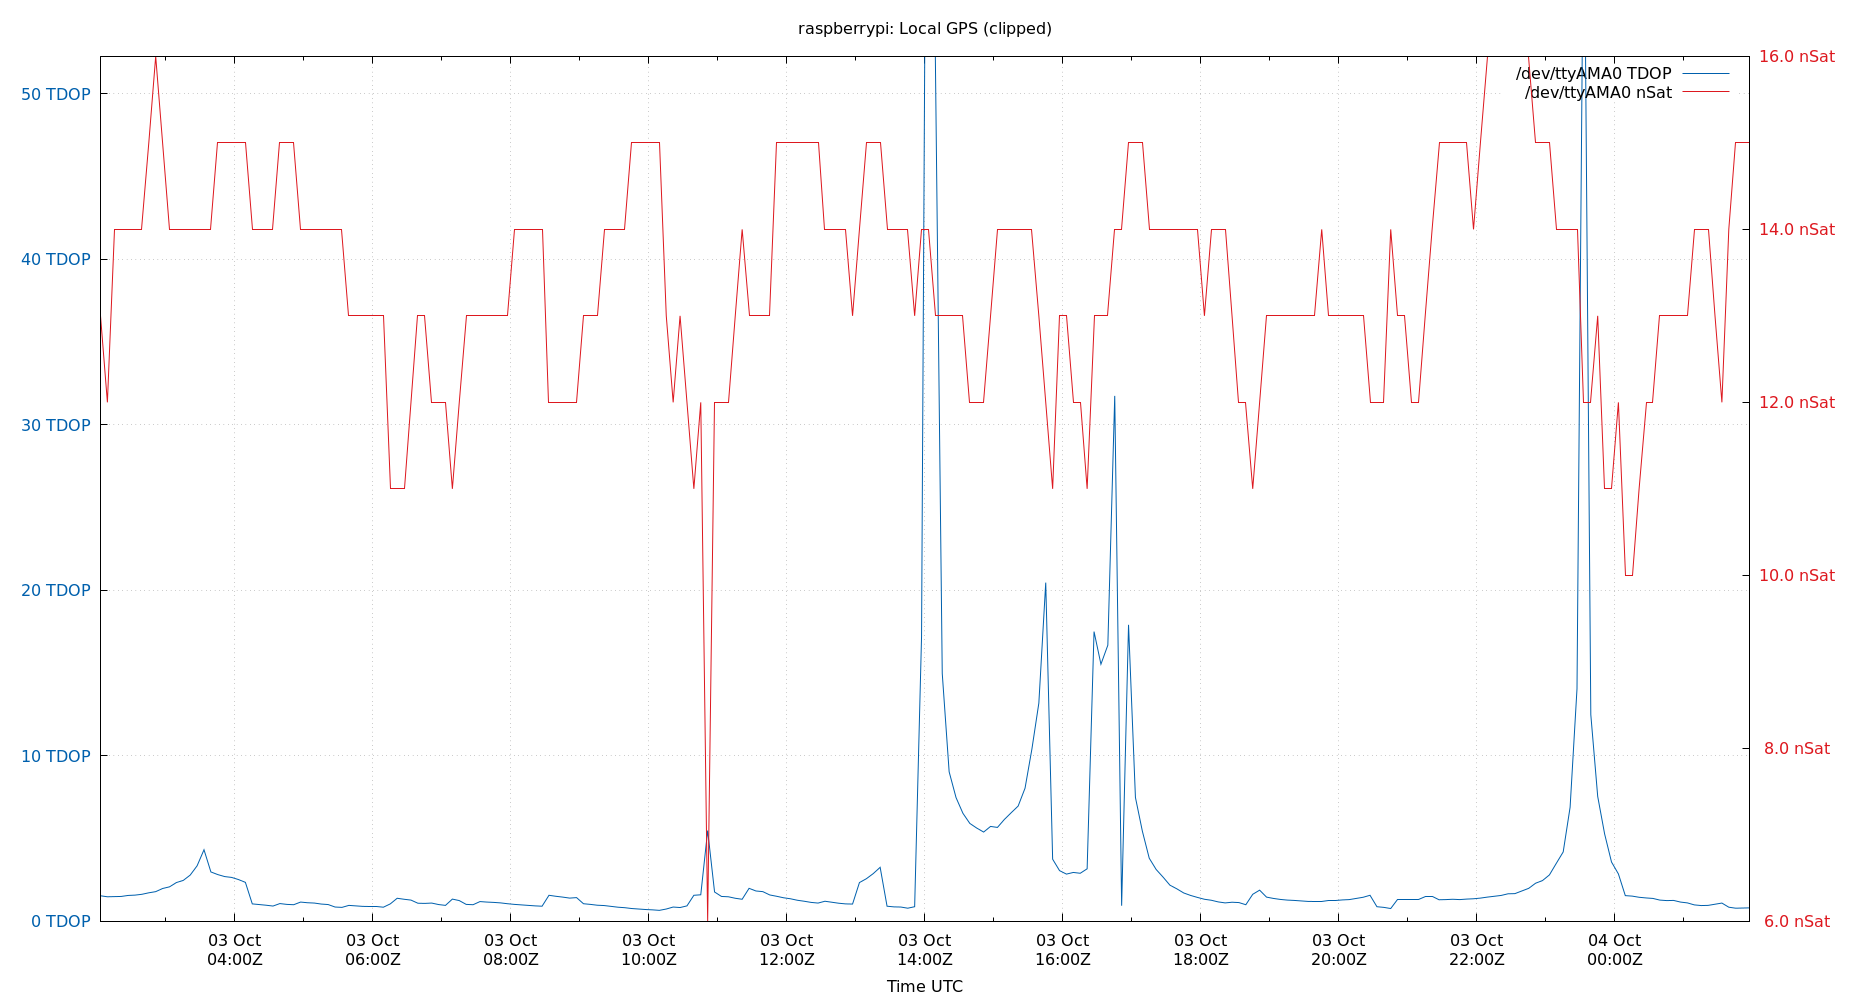 raspberrypi: Local GPS (clipped)
/dev/ttyAMA0 TDOP
/dev/ttyAMA0 nSat
50 TDOP
40 TDOP
30 TDOP
20 TDOP
10 TDOP
0 TDOP
16.0 nSat
14.0 nSat
12.0 nSat
10.0 nSat
8.0 nSat
6.0 nSat
03 Oct
04:00Z
03 Oct
06:00Z
03 Oct
08:00Z
03 Oct
10:00Z
03 Oct
12:00Z
03 Oct
14:00Z
03 Oct
16:00Z
03 Oct
18:00Z
03 Oct
20:00Z
03 Oct
22:00Z
04 Oct
00:00Z
Time UTC